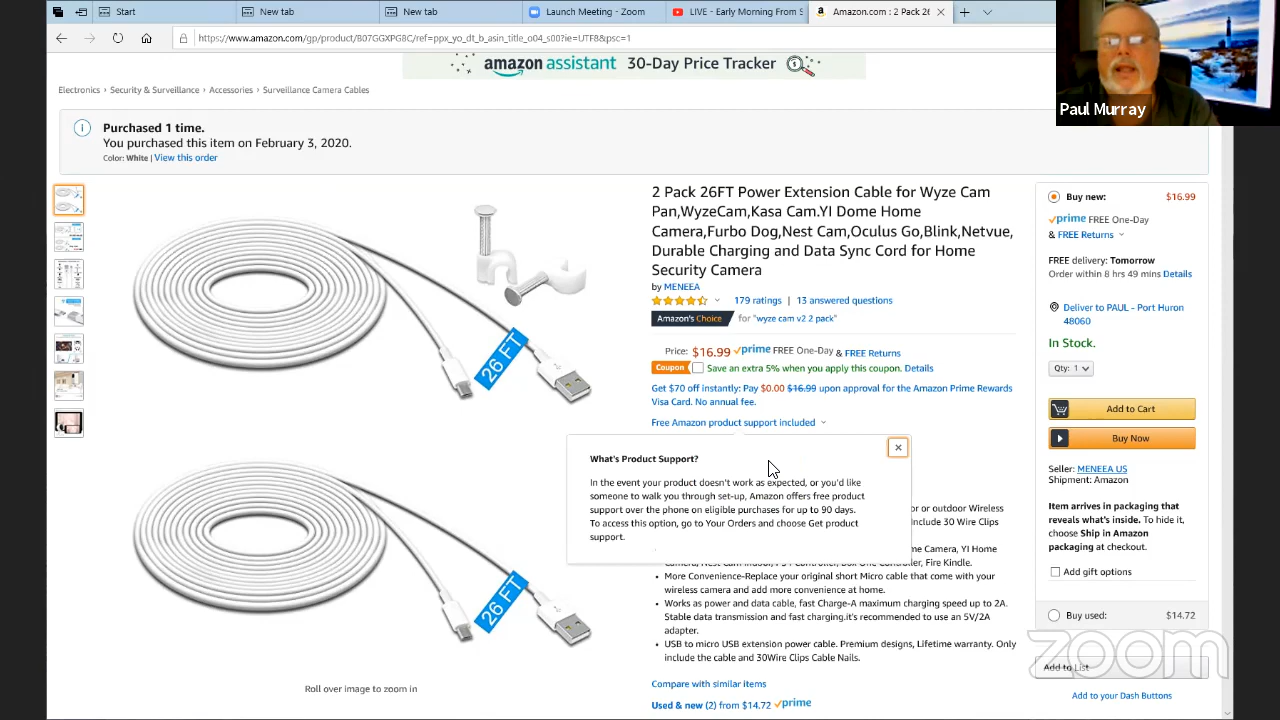 Start
New tab
New tab
Launch Meeting - Zoom
LIVE - Early Morning From S
Amazon.com : 2 Pack 26
https://www.amazon.com/gp/product/B07GGXPG8C/ref=ppx_yo_dt_b_asin_title_o04_s00?ie=UTF8&psc=1
Paul Murray
amazon assistant 30-Day Price Tracker
Electronics › Security & Surveillance › Accessories › Surveillance Camera Cables
Purchased 1 time.
You purchased this item on February 3, 2020.
Color: White | View this order
26 FT
26 FT
Roll over image to zoom in
2 Pack 26FT Power Extension Cable for Wyze Cam
Pan,WyzeCam,Kasa Cam.YI Dome Home
Camera,Furbo Dog,Nest Cam,Oculus Go,Blink,Netvue,
Durable Charging and Data Sync Cord for Home
Security Camera
by MENEEA
179 ratings | 13 answered questions
Amazon's Choice for "wyze cam v2 2 pack"
Price: $16.99 prime FREE One-Day & FREE Returns
Coupon Save an extra 5% when you apply this coupon. Details
Get $70 off instantly: Pay $0.00 $16.99 upon approval for the Amazon Prime Rewards
Visa Card. No annual fee.
Free Amazon product support included
What's Product Support?
In the event your product doesn't work as expected, or you'd like
someone to walk you through set-up, Amazon offers free product
support over the phone on eligible purchases for up to 90 days.
To access this option, go to Your Orders and choose Get product
support.
or or outdoor Wireless
nclude 30 Wire Clips
me Camera, YI Home
Controller, Fire Kindle.
• More Convenience-Replace your original short Micro cable that come with your
wireless camera and add more convenience at home.
• Works as power and data cable, fast Charge-A maximum charging speed up to 2A.
Stable data transmission and fast charging.it's recommended to use an 5V/2A
adapter.
• USB to micro USB extension power cable. Premium designs, Lifetime warranty. Only
include the cable and 30Wire Clips Cable Nails.
Compare with similar items
Used & new (2) from $14.72 prime
Buy new: $16.99
prime FREE One-Day
& FREE Returns
FREE delivery: Tomorrow
Order within 8 hrs 49 mins Details
Deliver to PAUL - Port Huron
48060
In Stock.
Qty: 1
Add to Cart
Buy Now
Seller: MENEEA US
Shipment: Amazon
Item arrives in packaging that
reveals what's inside. To hide it,
choose Ship in Amazon
packaging at checkout.
Add gift options
Buy used: $14.72
zoom
Add to List
Add to your Dash Buttons